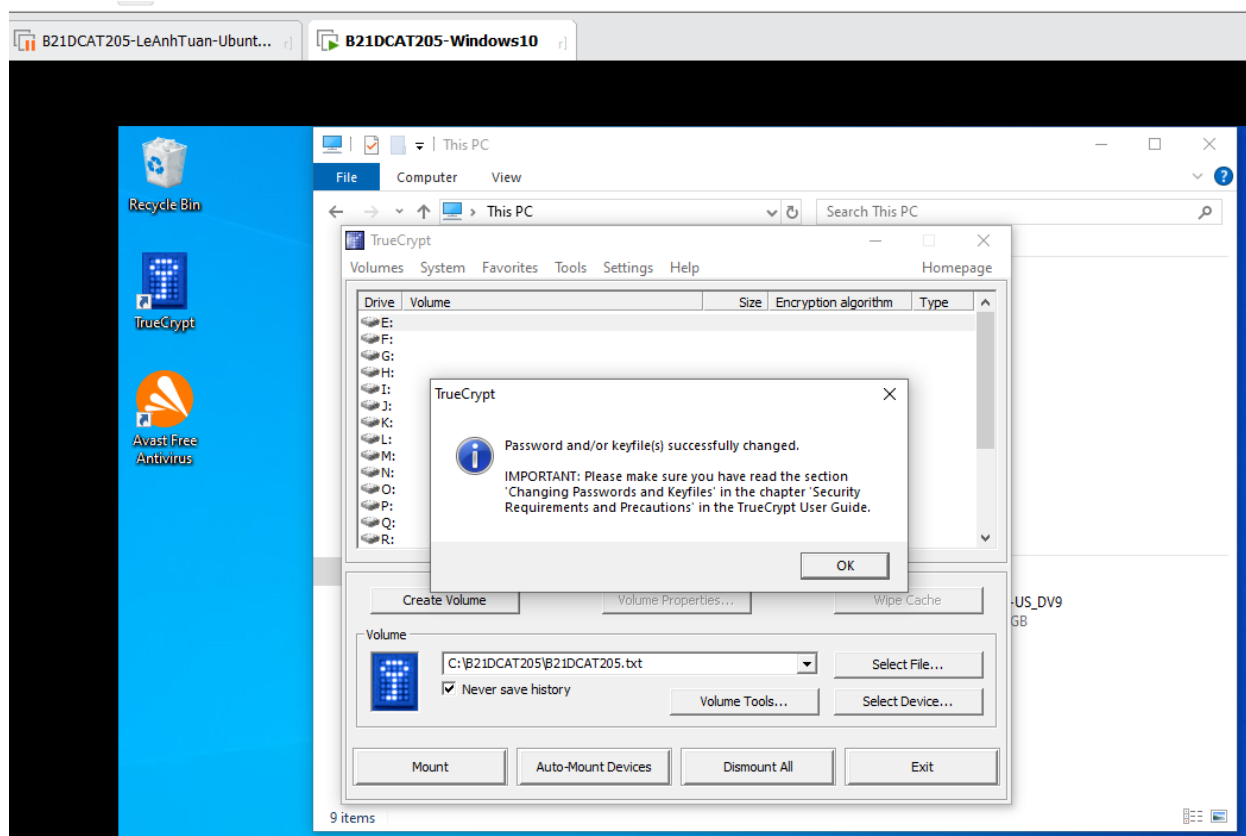 B21DCAT205-LeAnhTuan-Ubunt...
B21DCAT205-Windows10
Recycle Bin
TrueCrypt
Avast Free
Antivirus
This PC
File Computer View
This PC
Search This PC
TrueCrypt
Volumes System Favorites Tools Settings Help Homepage
Drive Volume Size Encryption algorithm Type
E:
F:
G:
H:
I:
J:
K:
L:
M:
N:
O:
P:
Q:
R:
TrueCrypt
Password and/or keyfile(s) successfully changed.
IMPORTANT: Please make sure you have read the section
'Changing Passwords and Keyfiles' in the chapter 'Security
Requirements and Precautions' in the TrueCrypt User Guide.
OK
Create Volume Volume Properties... Wipe Cache
-US_DV9
GB
Volume
C:\B21DCAT205\B21DCAT205.txt
Select File...
Never save history
Volume Tools...
Select Device...
Mount Auto-Mount Devices Dismount All Exit
9 items